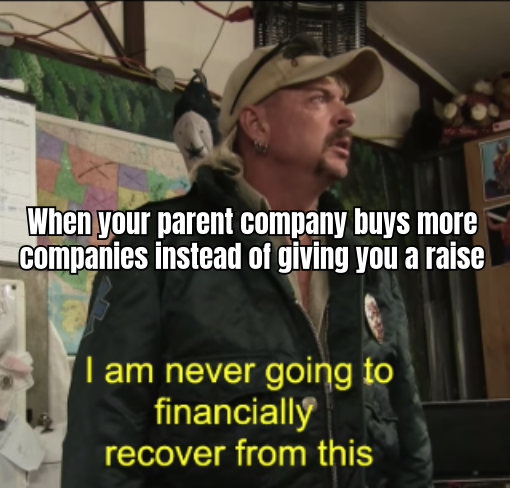 When your parent company buys more
companies instead of giving you a raise
I am never going to
financially
recover from this